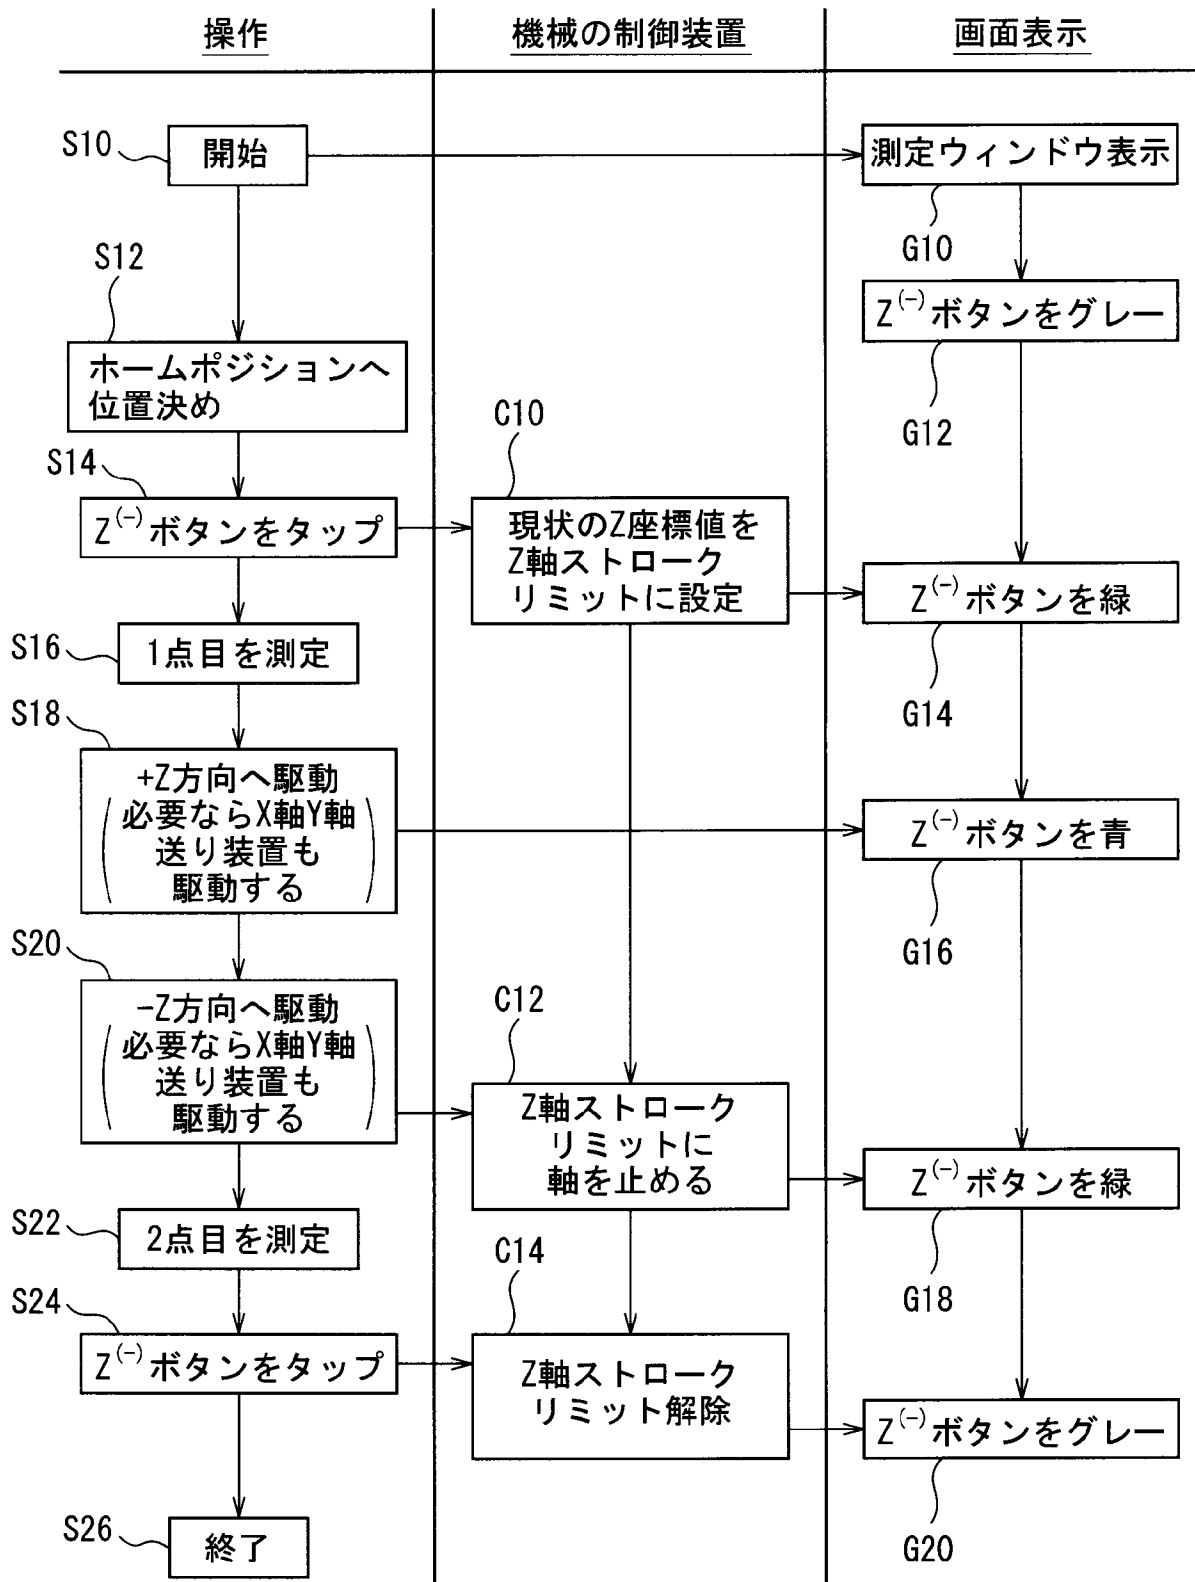 操作
機械の制御装置
画面表示
S10
開始
測定ウィンドウ表示
G10
S12
Z(-)ボタンをグレー
G12
ホームポジションへ
位置決め
S14
Z(-)ボタンをタップ
C10
現状のZ座標値を
Z軸ストローク
リミットに設定
Z(-)ボタンを緑
G14
S16
1点目を測定
S18
+Z方向へ駆動
(必要ならX軸Y軸
送り装置も
駆動する)
Z(-)ボタンを青
G16
S20
-Z方向へ駆動
(必要ならX軸Y軸
送り装置も
駆動する)
C12
Z軸ストローク
リミットに
軸を止める
Z(-)ボタンを緑
G18
S22
2点目を測定
S24
Z(-)ボタンをタップ
C14
Z軸ストローク
リミット解除
Z(-)ボタンをグレー
G20
S26
終了